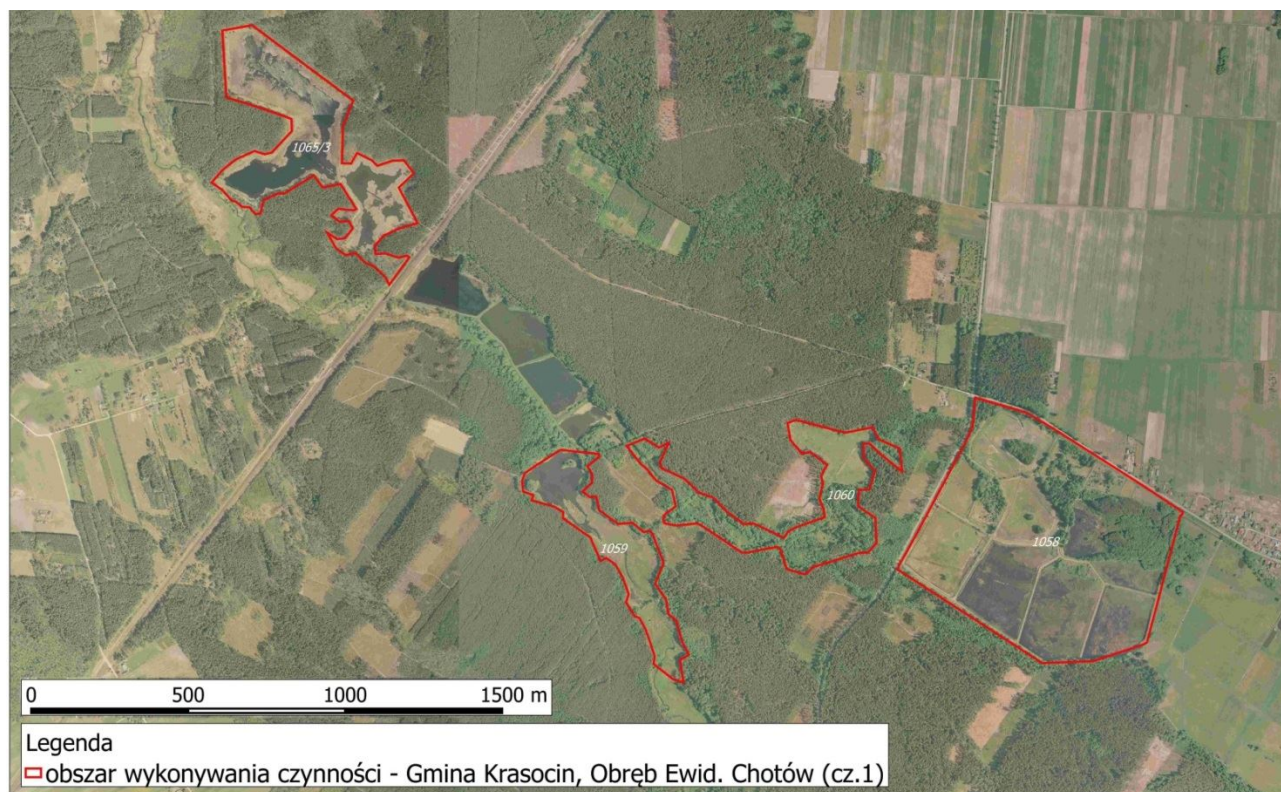 1065/3
1060
1058
1059
0 500 1000 1500 m
Legenda
obszar wykonywania czynności - Gmina Krasocin, Obręb Ewid. Chotów (cz.1)